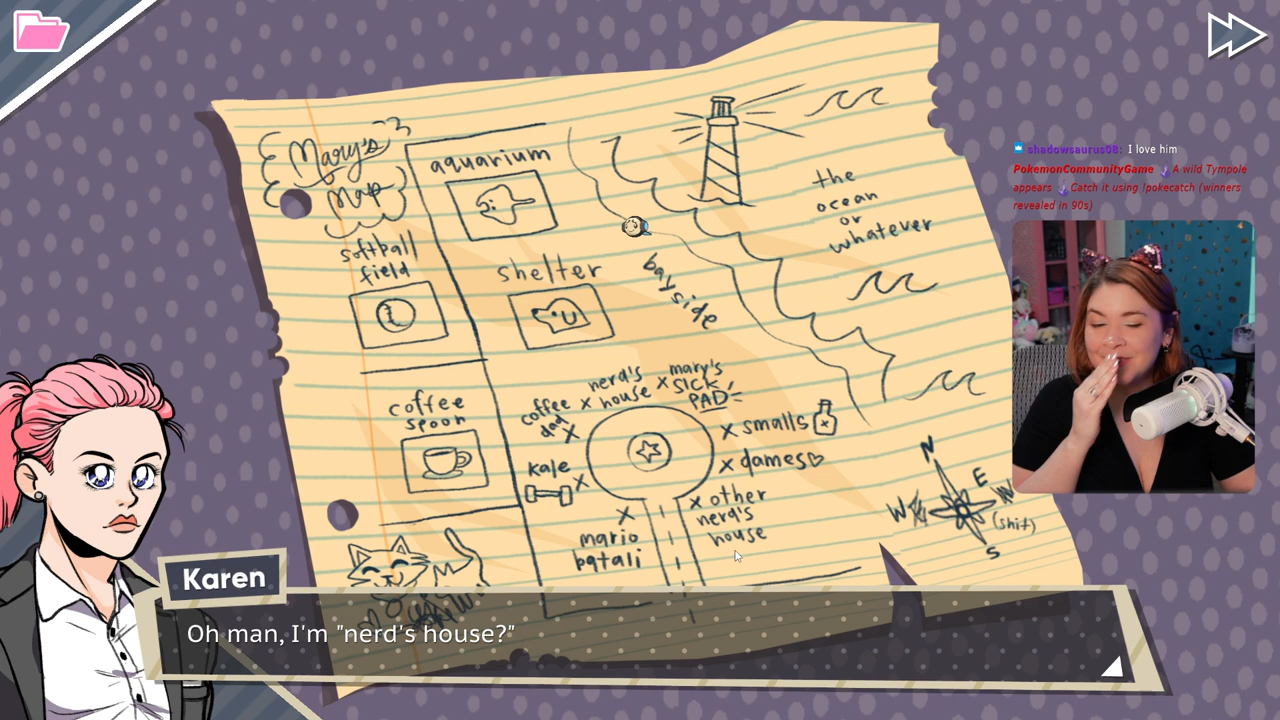 Mary's
Map
aquarium
the
ocean
or
whatever
softball
field
shelter
bayside
coffee
spoon
nerd's
house
mary's
SICK
PAD
coffee
dad
x
x
x
x smalls
x dames
kale
x
x
mario
batali
x other
nerd's
house
N
E
W
W
(shit)
S
Karen
Oh man, I'm "nerd's house?"
shadowsaurus08: I love him
PokemonCommunityGame A wild Tympole
appears Catch it using !pokecatch (winners
revealed in 90s)